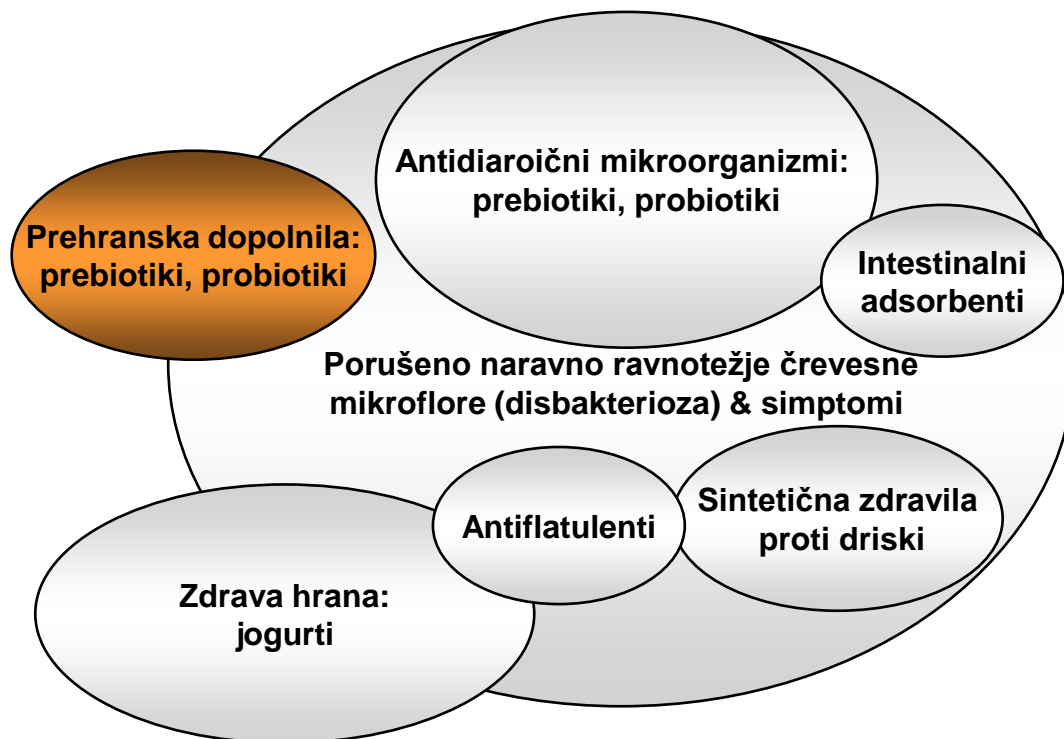 Antidiaroični mikroorganizmi:
prebiotiki, probiotiki
Prehranska dopolnila:
prebiotiki, probiotiki
Intestinalni
adsorbenti
Porušeno naravno ravnotežje črevesne
mikroflore (disbakterioza) & simptomi
Antiflatulenti
Sintetična zdravila
proti driski
Zdrava hrana:
jogurti